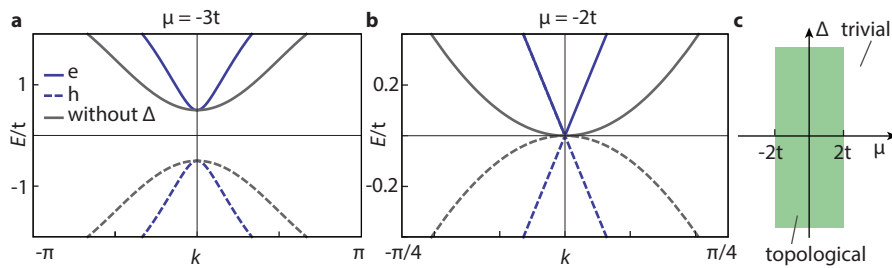 a
μ = -3t
E/t
1
-1
e
h
without Δ
-π
k
π
b
μ = -2t
E/t
0.2
-0.2
-π/4
k
π/4
c
Δ
trivial
-2t
2t
μ
topological